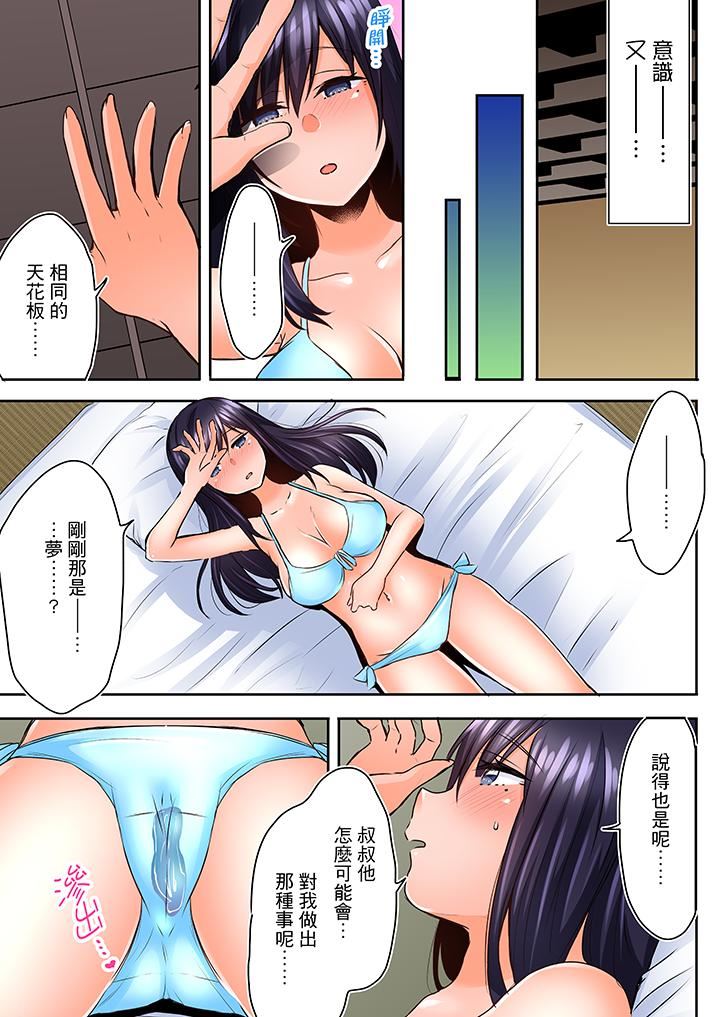 意識——…
又——…
睜開…
——……
相同的
天花板……
——……
剛剛那是——…
…夢……?
說得也是呢……
叔叔他
怎麼可能會…
對我做出
那種事呢……
滲出…♥